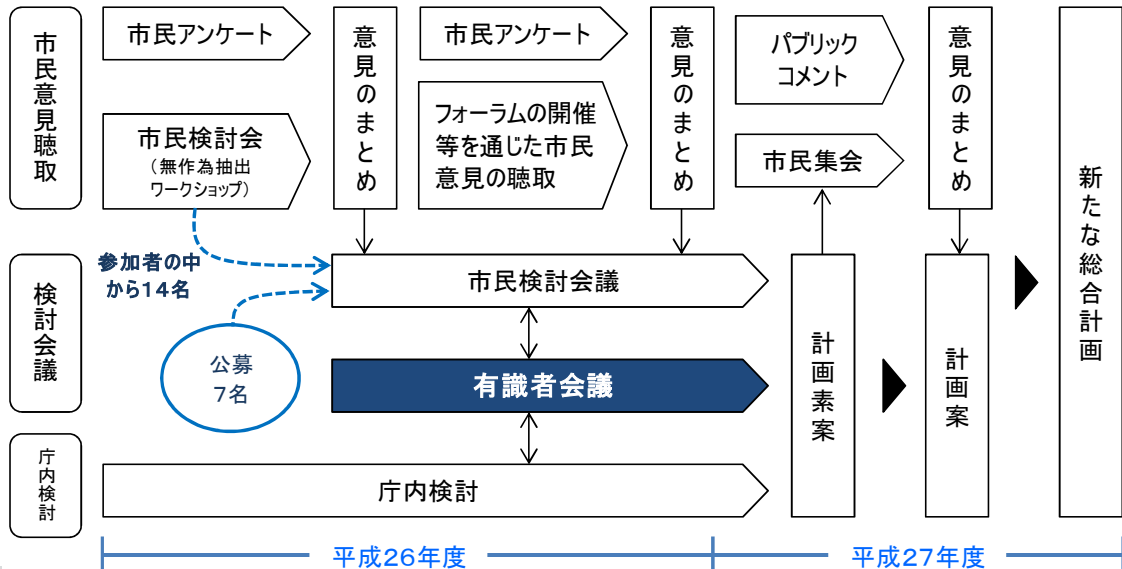 市民意見聴取
市民アンケート
市民検討会
（無作為抽出
ワークショップ）
意見のまとめ
市民アンケート
フォーラムの開催
等を通じた市民
意見の聴取
意見のまとめ
パブリック
コメント
市民集会
意見のまとめ
検討会議
参加者の中
から１４名
公募
７名
市民検討会議
有識者会議
計画素案
計画案
新たな総合計画
庁内検討
庁内検討
平成２６年度
平成２７年度